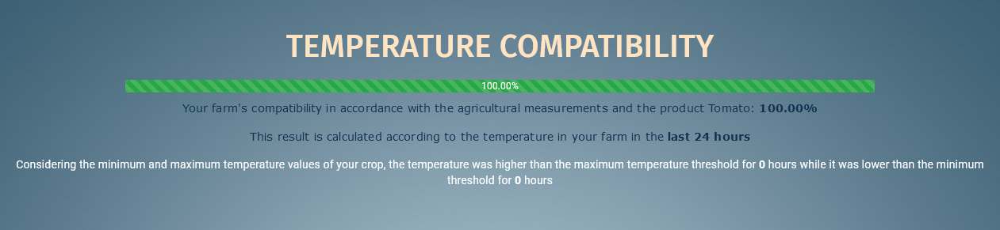 TEMPERATURE COMPATIBILITY
100.00%
Your farm's compatibility in accordance with the agricultural measurements and the product Tomato: 100.00%
This result is calculated according to the temperature in your farm in the last 24 hours
Considering the minimum and maximum temperature values of your crop, the temperature was higher than the maximum temperature threshold for 0 hours while it was lower than the minimum
threshold for 0 hours